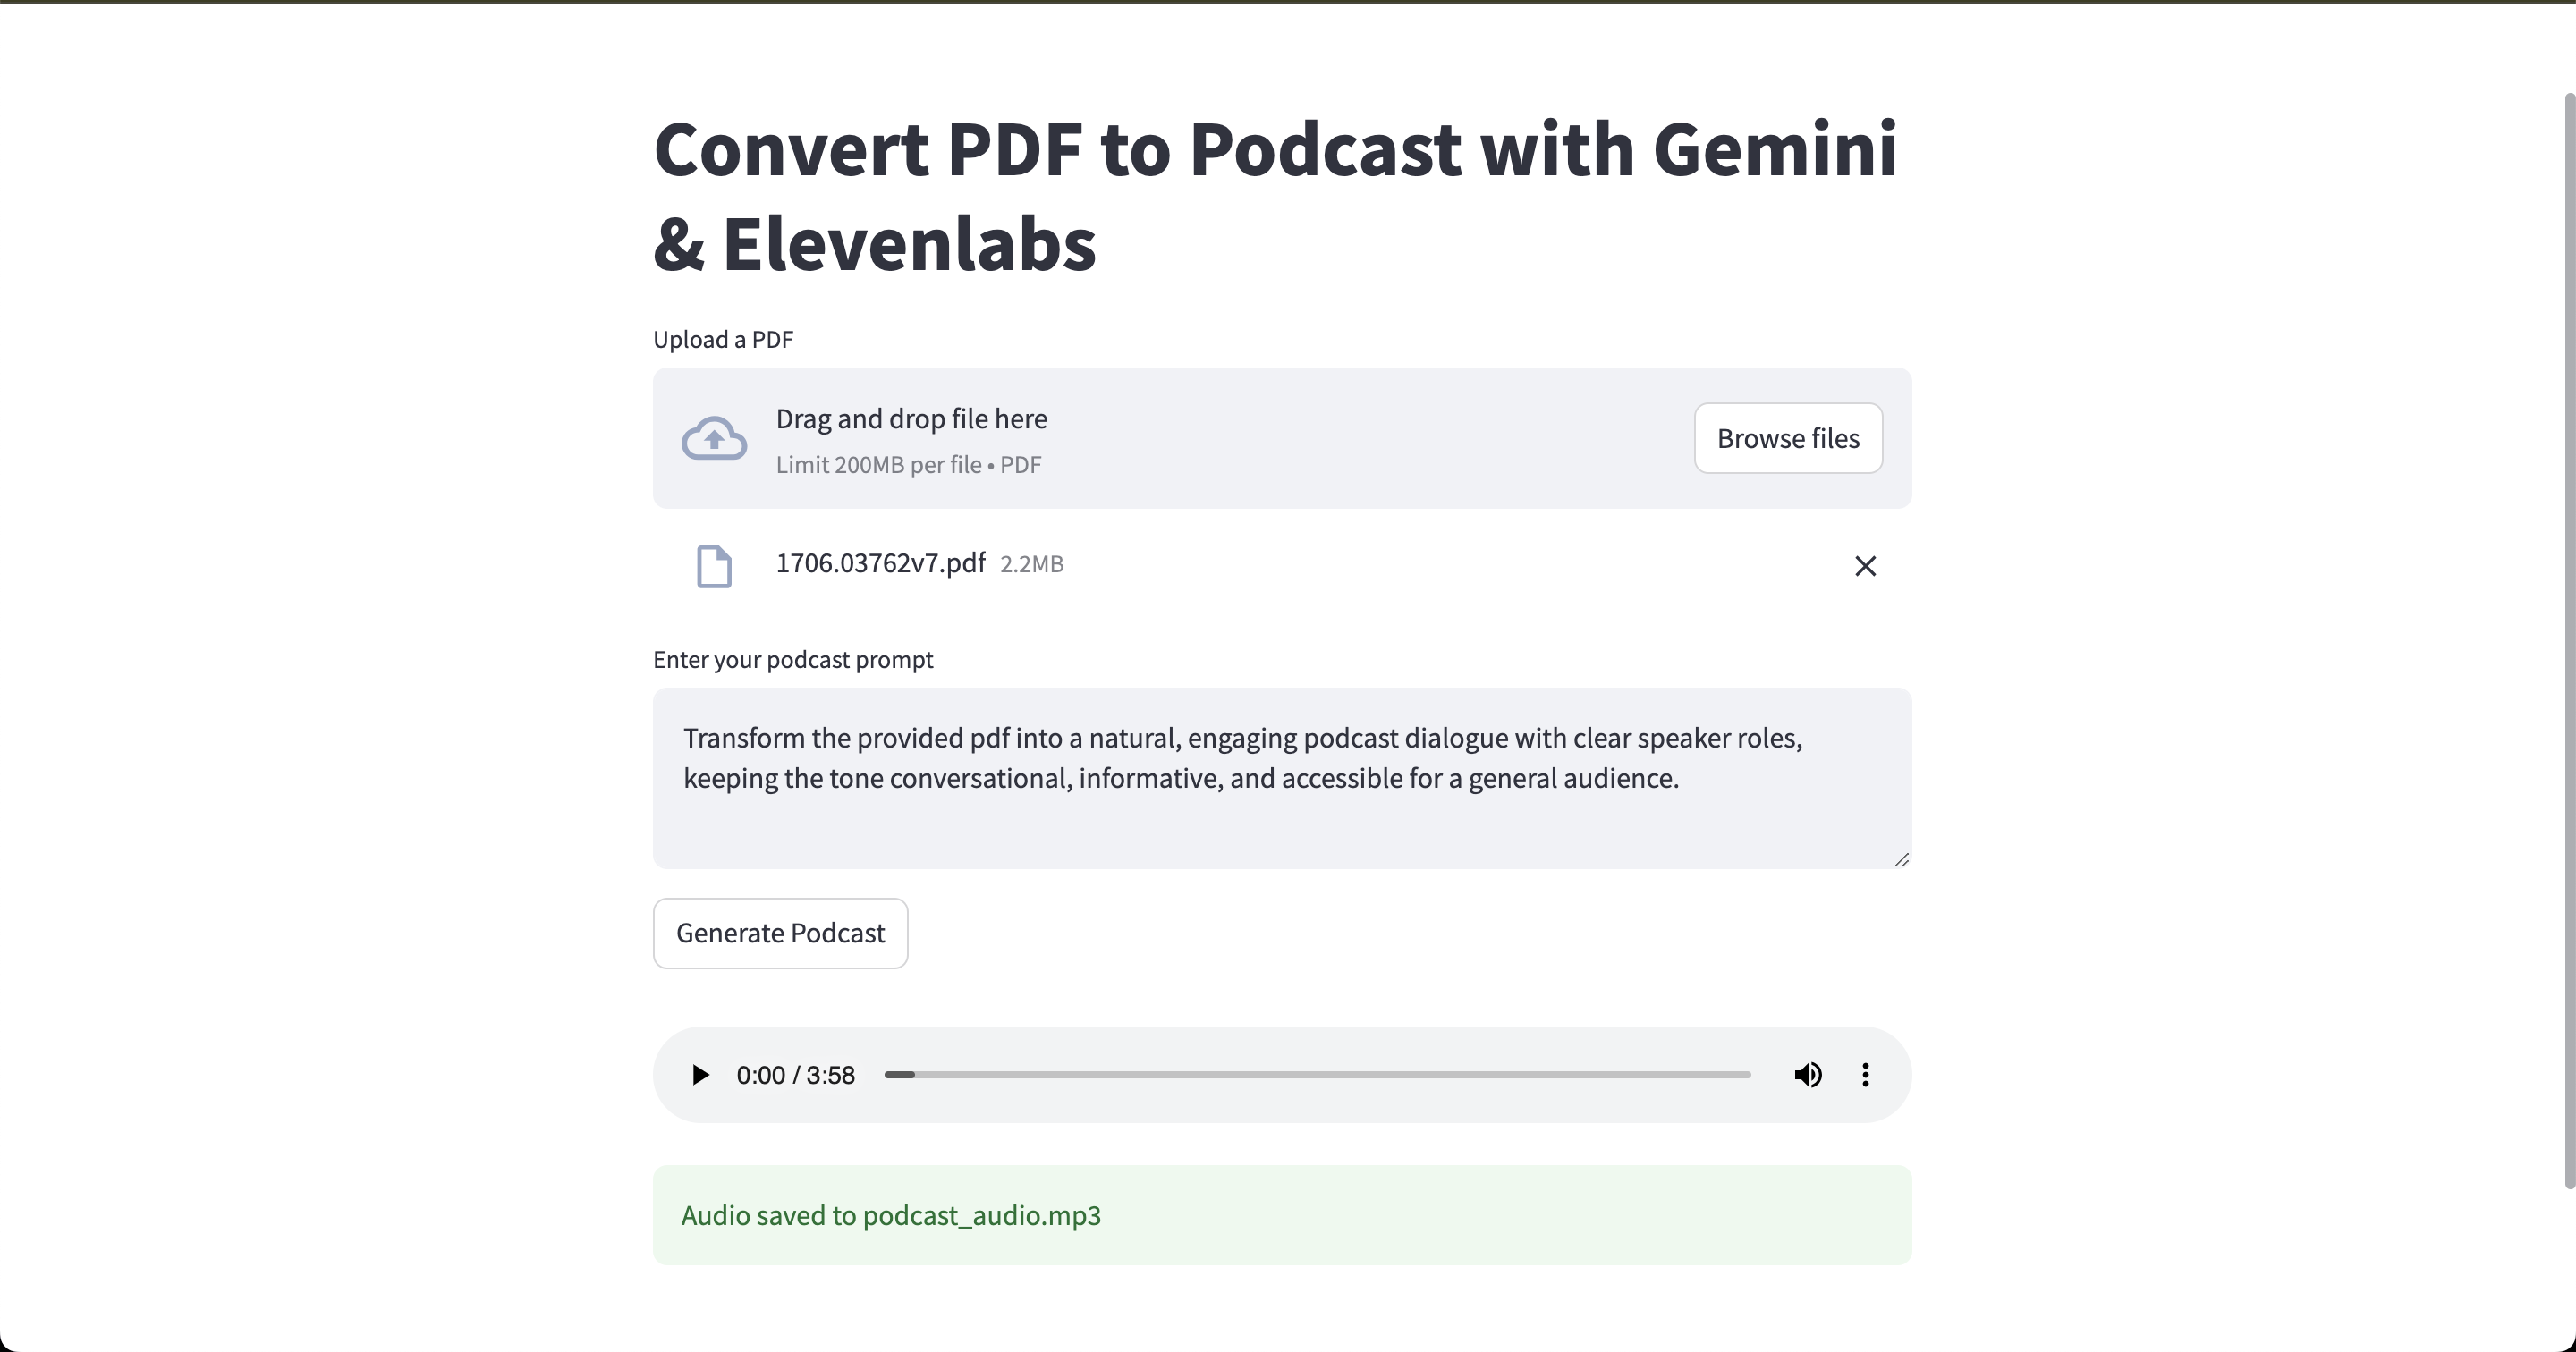 Convert PDF to Podcast with Gemini
& Elevenlabs
Upload a PDF
Drag and drop file here
Limit 200MB per file • PDF
Browse files
1706.03762v7.pdf 2.2MB
Enter your podcast prompt
Transform the provided pdf into a natural, engaging podcast dialogue with clear speaker roles,
keeping the tone conversational, informative, and accessible for a general audience.
Generate Podcast
0:00 / 3:58
Audio saved to podcast_audio.mp3